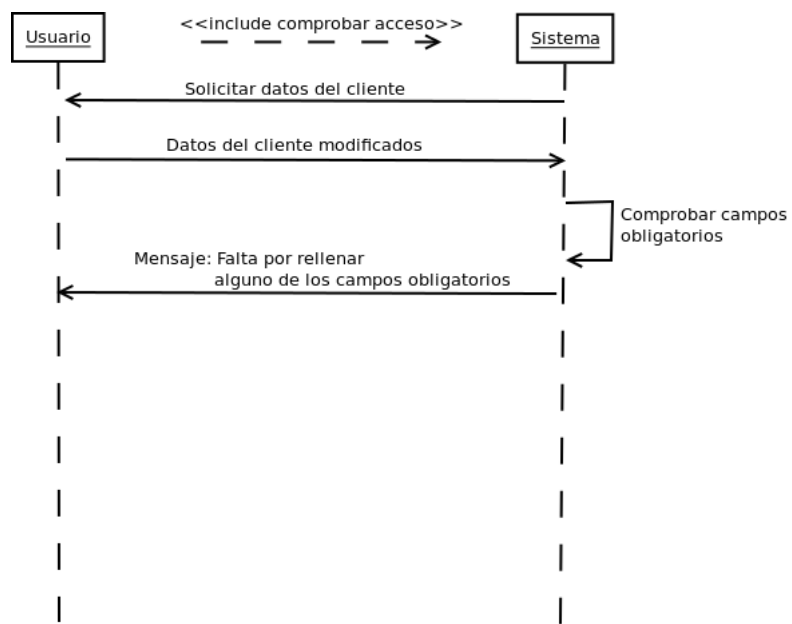 <<include comprobar acceso>>
Usuario
Sistema
Solicitar datos del cliente
Datos del cliente modificados
Comprobar campos
obligatorios
Mensaje: Falta por rellenar
alguno de los campos obligatorios